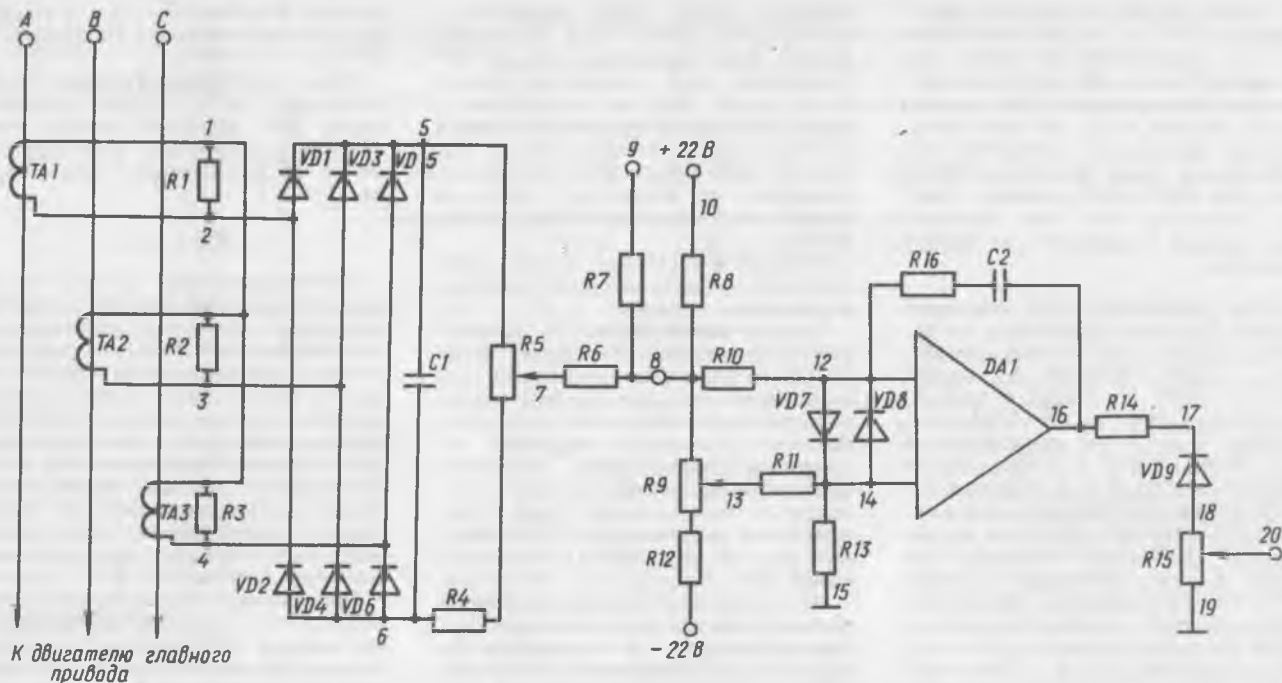 A B C
1 5 9 +22 В
TA1 R1 VD1 VD3 VD5 10
2
R7 R8 R16 C2
TA2 R2 C1 R5 R6 8 R10 12 DA1
7 VD7 VD8 16 R14 17
3
R9 13 R11 14 VD9
TA3 R3 18 20
4 R12 R13 R15
VD2 VD4 VD6 R4 15 19
6
−22 В
К двигателю главного
привода